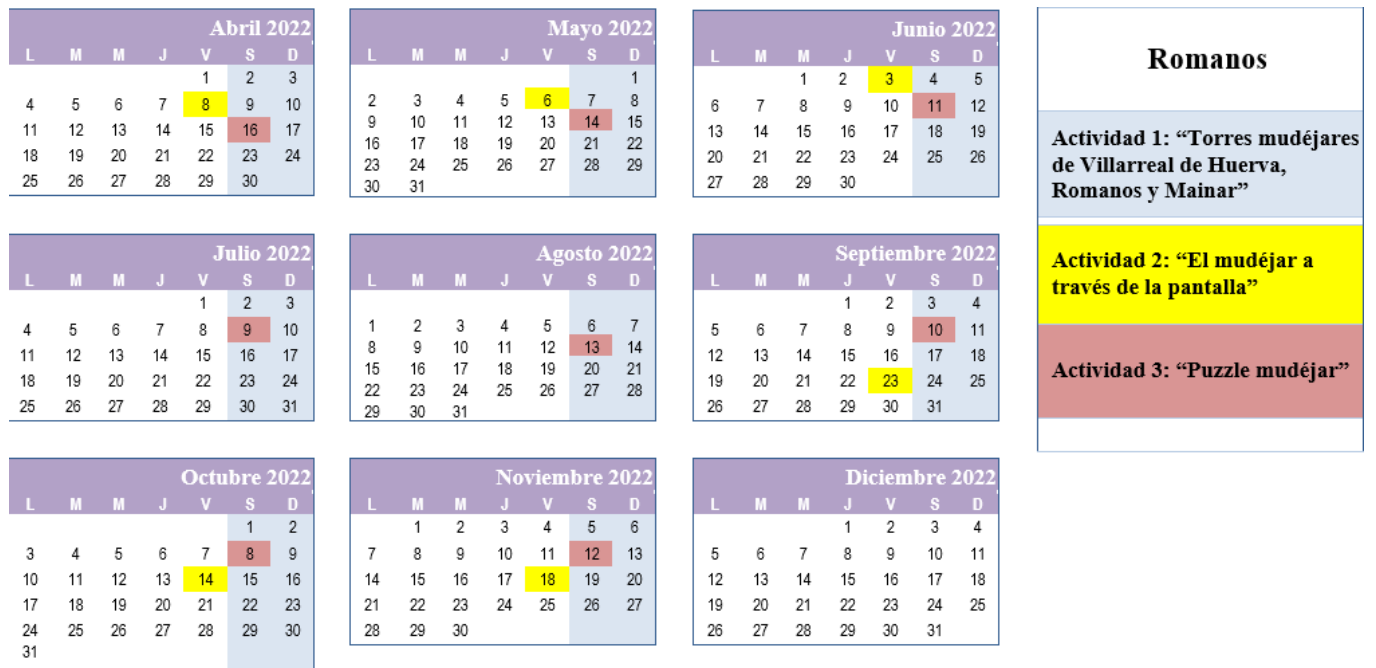 Abril 2022
L M M J V S D
1 2 3
4 5 6 7 8 9 10
11 12 13 14 15 16 17
18 19 20 21 22 23 24
25 26 27 28 29 30
Mayo 2022
L M M J V S D
1
2 3 4 5 6 7 8
9 10 11 12 13 14 15
16 17 18 19 20 21 22
23 24 25 26 27 28 29
30 31
Junio 2022
L M M J V S D
1 2 3 4 5
6 7 8 9 10 11 12
13 14 15 16 17 18 19
20 21 22 23 24 25 26
27 28 29 30
Romanos
Actividad 1: “Torres mudéjares
de Villarreal de Huerva,
Romanos y Mainar”
Actividad 2: “El mudéjar a
través de la pantalla”
Actividad 3: “Puzzle mudéjar”
Julio 2022
L M M J V S D
1 2 3
4 5 6 7 8 9 10
11 12 13 14 15 16 17
18 19 20 21 22 23 24
25 26 27 28 29 30 31
Agosto 2022
L M M J V S D
1 2 3 4 5 6 7
8 9 10 11 12 13 14
15 16 17 18 19 20 21
22 23 24 25 26 27 28
29 30 31
Septiembre 2022
L M M J V S D
1 2 3 4
5 6 7 8 9 10 11
12 13 14 15 16 17 18
19 20 21 22 23 24 25
26 27 28 29 30 31
Octubre 2022
L M M J V S D
1 2
3 4 5 6 7 8 9
10 11 12 13 14 15 16
17 18 19 20 21 22 23
24 25 26 27 28 29 30
31
Noviembre 2022
L M M J V S D
1 2 3 4 5 6
7 8 9 10 11 12 13
14 15 16 17 18 19 20
21 22 23 24 25 26 27
28 29 30
Diciembre 2022
L M M J V S D
1 2 3 4
5 6 7 8 9 10 11
12 13 14 15 16 17 18
19 20 21 22 23 24 25
26 27 28 29 30 31